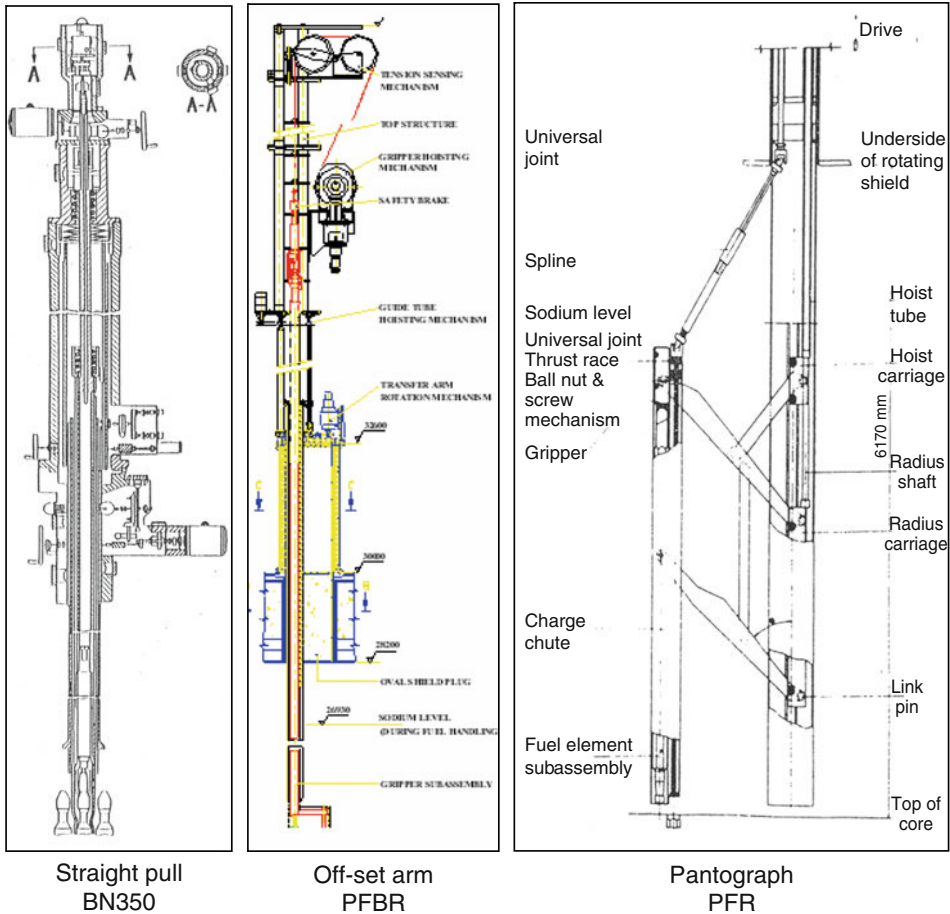 A A
A-A
TENSION SENSING
MECHANISM
TOP STRUCTURE
GRIPPER HOISTING
MECHANISM
SAFETY BRAKE
GUIDE TUBE
HOISTING MECHANISM
TRANSFER ARM
ROTATION MECHANISM
32600
30000
28200
OVAL SHIELD PLUG
26930
SODIUM LEVEL
(DURING FUEL HANDLING
GRIPPER SUBASSEMBLY
Drive
Universal
joint
Underside
of rotating
shield
Spline
Sodium level
Universal joint
Thrust race
Ball nut &
screw
mechanism
Gripper
Hoist
tube
Hoist
carriage
6170 mm
Radius
shaft
Radius
carriage
Charge
chute
Link
pin
Fuel element
subassembly
Top of
core
Straight pull
BN350
Off-set arm
PFBR
Pantograph
PFR